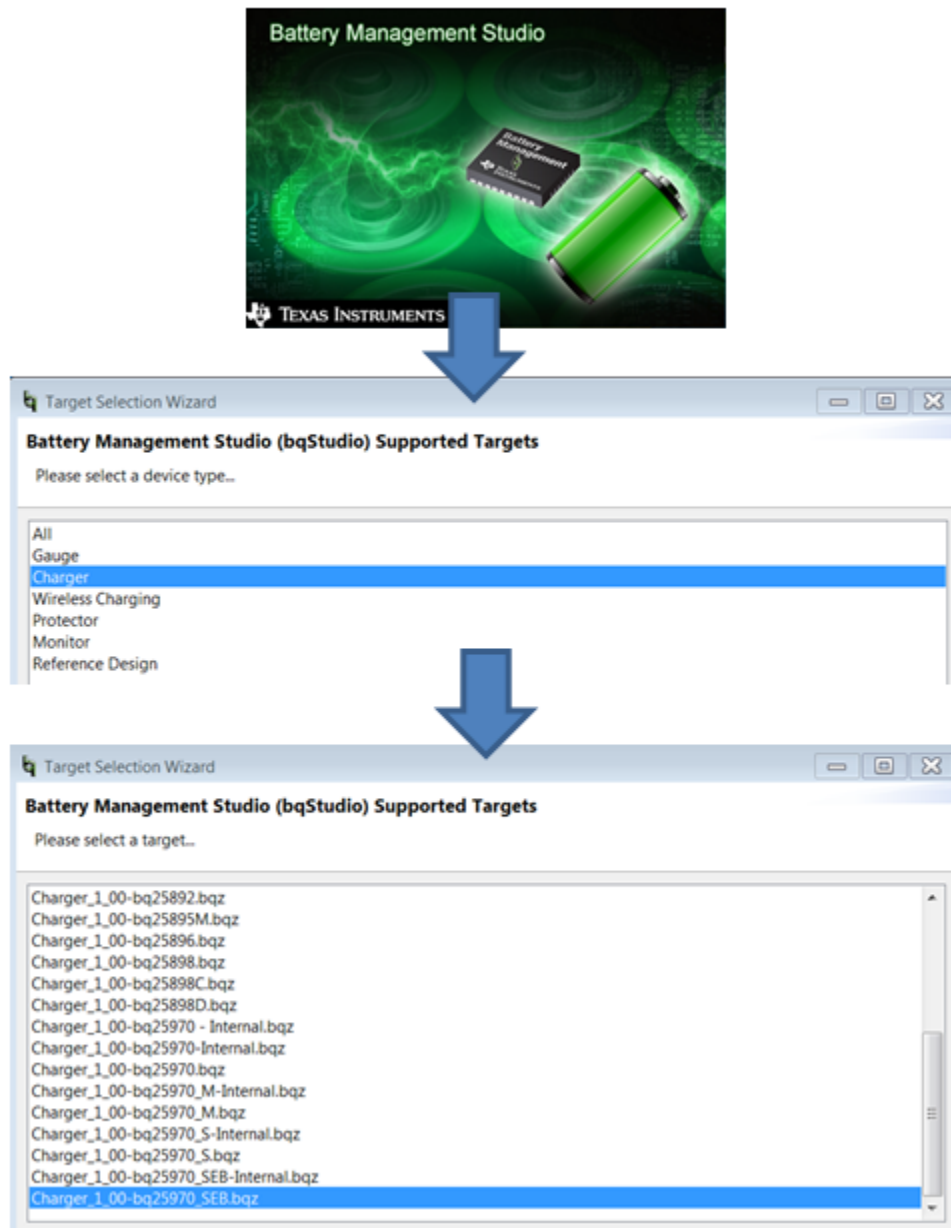 Battery Management Studio
Battery
Management
TEXAS
INSTRUMENTS
TEXAS INSTRUMENTS
Target Selection Wizard
Battery Management Studio (bqStudio) Supported Targets
Please select a device type...
All
Gauge
Charger
Wireless Charging
Protector
Monitor
Reference Design
Target Selection Wizard
Battery Management Studio (bqStudio) Supported Targets
Please select a target...
Charger_1_00-bq25892.bqz
Charger_1_00-bq25895M.bqz
Charger_1_00-bq25896.bqz
Charger_1_00-bq25898.bqz
Charger_1_00-bq25898C.bqz
Charger_1_00-bq25898D.bqz
Charger_1_00-bq25970 - Internal.bqz
Charger_1_00-bq25970-Internal.bqz
Charger_1_00-bq25970.bqz
Charger_1_00-bq25970_M-Internal.bqz
Charger_1_00-bq25970_M.bqz
Charger_1_00-bq25970_S-Internal.bqz
Charger_1_00-bq25970_S.bqz
Charger_1_00-bq25970_SEB-Internal.bqz
Charger_1_00-bq25970_SEB.bqz